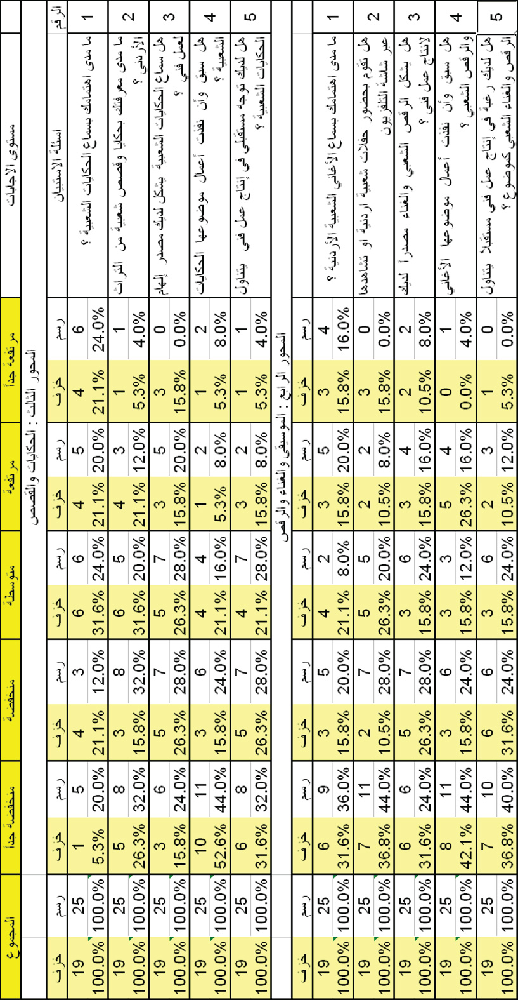 مستوى الاجابات مرتفعة جداً مرتفعة متوسطة منخفضة منخفضة جداً المجموع
المحور الثالث : الحكايات والقصص
الرقم اسئلة الاستبيان رسم خزف رسم خزف رسم خزف رسم خزف رسم خزف رسم خزف
1 ما مدى اهتمامك بسماع الحكايات الشعبية ؟ 6 4 5 4 6 6 3 4 5 1 25 19
24.0% 21.1% 20.0% 21.1% 24.0% 31.6% 12.0% 21.1% 20.0% 5.3% 100.0% 100.0%
2 ما مدى معرفتك بحكايا وقصص شعبية من التراث 1 1 3 4 5 6 8 3 8 5 25 19
الأردني ؟ 4.0% 5.3% 12.0% 21.1% 20.0% 31.6% 32.0% 15.8% 32.0% 26.3% 100.0% 100.0%
3 هل سماع الحكايات الشعبية يشكل لديك مصدر إلهام 0 3 5 3 7 5 7 5 6 3 25 19
لعمل فني ؟ 0.0% 15.8% 20.0% 15.8% 28.0% 26.3% 28.0% 26.3% 24.0% 15.8% 100.0% 100.0%
4 هل سبق وأن نفذت أعمال موضوعها الحكايات 2 1 2 1 4 4 6 3 11 10 25 19
الشعبية ؟ 8.0% 5.3% 8.0% 5.3% 16.0% 21.1% 24.0% 15.8% 44.0% 52.6% 100.0% 100.0%
5 هل لديك توجه مستقبلي في إنتاج عمل فني يتناول 1 1 2 3 7 4 7 5 8 6 25 19
الحكايات الشعبية ؟ 4.0% 5.3% 8.0% 15.8% 28.0% 21.1% 28.0% 26.3% 32.0% 31.6% 100.0% 100.0%
المحور الرابع : الموسيقى والغناء والرقص
رسم خزف رسم خزف رسم خزف رسم خزف رسم خزف رسم خزف
1 ما مدى اهتمامك بسماع الأغاني الشعبية الأردنية ؟ 4 3 5 3 2 4 5 3 9 6 25 19
16.0% 15.8% 20.0% 15.8% 8.0% 21.1% 20.0% 15.8% 36.0% 31.6% 100.0% 100.0%
2 هل تقوم بحضور حفلات شعبية اردنية او تشاهدها 0 3 2 2 5 5 7 2 11 7 25 19
عبر شاشة التلفزيون 0.0% 15.8% 8.0% 10.5% 20.0% 26.3% 28.0% 10.5% 44.0% 36.8% 100.0% 100.0%
3 هل يشكل الرقص الشعبي والغناء مصدراً لديك 2 2 4 3 6 3 7 5 6 6 25 19
لانتاج عمل فني ؟ 8.0% 10.5% 16.0% 15.8% 24.0% 15.8% 28.0% 26.3% 24.0% 31.6% 100.0% 100.0%
4 هل سبق وأن نفذت أعمال موضوعها الأغاني 1 0 4 5 3 3 6 3 11 8 25 19
والرقص الشعبي ؟ 4.0% 0.0% 16.0% 26.3% 12.0% 15.8% 24.0% 15.8% 44.0% 42.1% 100.0% 100.0%
5 هل لديك رغبة في إنتاج عمل فني مستقبلاً يتناول 0 1 3 2 6 3 6 6 10 7 25 19
الرقص والغناء الشعبي كموضوع ؟ 0.0% 5.3% 12.0% 10.5% 24.0% 15.8% 24.0% 31.6% 40.0% 36.8% 100.0% 100.0%